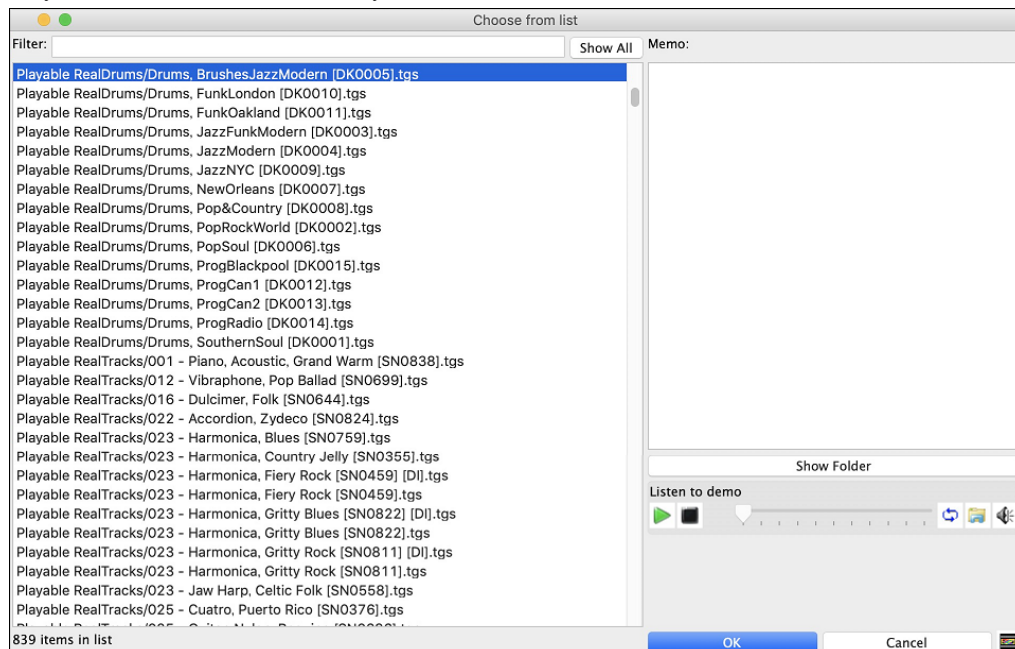 Choose from list
Filter:
Show All
Memo:
Playable RealDrums/Drums, BrushesJazzModern [DK0005].tgs
Playable RealDrums/Drums, FunkLondon [DK0010].tgs
Playable RealDrums/Drums, FunkOakland [DK0011].tgs
Playable RealDrums/Drums, JazzFunkModern [DK0003].tgs
Playable RealDrums/Drums, JazzModern [DK0004].tgs
Playable RealDrums/Drums, JazzNYC [DK0009].tgs
Playable RealDrums/Drums, NewOrleans [DK0007].tgs
Playable RealDrums/Drums, Pop&Country [DK0008].tgs
Playable RealDrums/Drums, PopRockWorld [DK0002].tgs
Playable RealDrums/Drums, PopSoul [DK0006].tgs
Playable RealDrums/Drums, ProgBlackpool [DK0015].tgs
Playable RealDrums/Drums, ProgCan1 [DK0012].tgs
Playable RealDrums/Drums, ProgCan2 [DK0013].tgs
Playable RealDrums/Drums, ProgRadio [DK0014].tgs
Playable RealDrums/Drums, SouthernSoul [DK0001].tgs
Playable RealTracks/001 - Piano, Acoustic, Grand Warm [SN0838].tgs
Playable RealTracks/012 - Vibraphone, Pop Ballad [SN0699].tgs
Playable RealTracks/016 - Dulcimer, Folk [SN0644].tgs
Playable RealTracks/022 - Accordion, Zydeco [SN0824].tgs
Playable RealTracks/023 - Harmonica, Blues [SN0759].tgs
Playable RealTracks/023 - Harmonica, Country Jelly [SN0355].tgs
Playable RealTracks/023 - Harmonica, Fiery Rock [SN0459] [DI].tgs
Playable RealTracks/023 - Harmonica, Fiery Rock [SN0459].tgs
Playable RealTracks/023 - Harmonica, Gritty Blues [SN0822] [DI].tgs
Playable RealTracks/023 - Harmonica, Gritty Blues [SN0822].tgs
Playable RealTracks/023 - Harmonica, Gritty Rock [SN0811] [DI].tgs
Playable RealTracks/023 - Harmonica, Gritty Rock [SN0811].tgs
Playable RealTracks/023 - Jaw Harp, Celtic Folk [SN0558].tgs
Playable RealTracks/025 - Cuatro, Puerto Rico [SN0376].tgs
839 items in list
Show Folder
Listen to demo
OK
Cancel